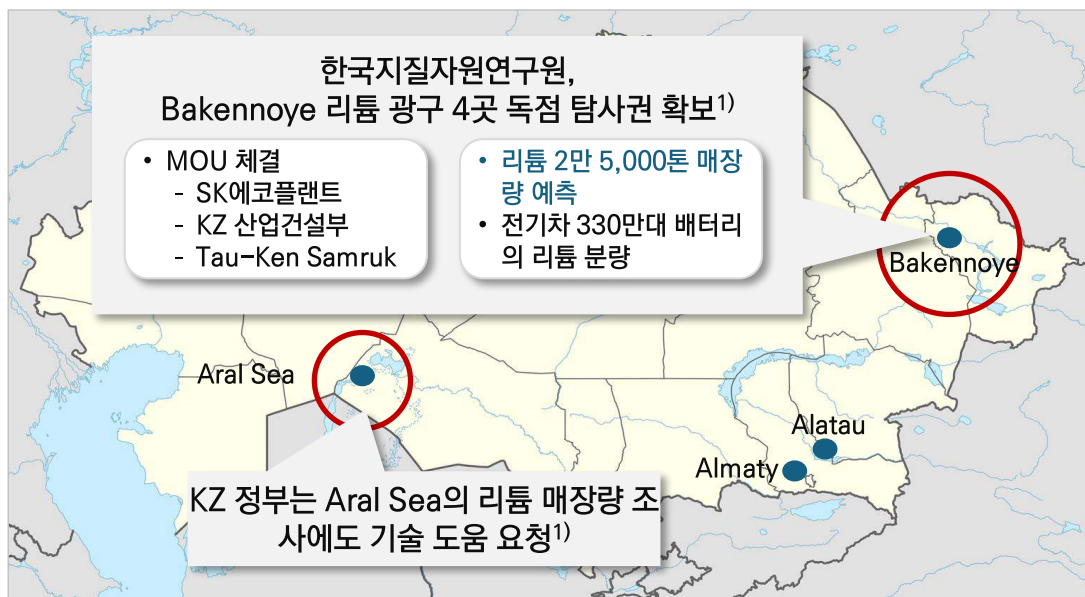 한국지질자원연구원,
Bakennoye 리튬 광구 4곳 독점 탐사권 확보1)
• MOU 체결
- SK에코플랜트
- KZ 산업건설부
- Tau-Ken Samruk
• 리튬 2만 5,000톤 매장
량 예측
• 전기차 330만대 배터리
의 리튬 분량
Bakennoye
Aral Sea
Alatau
Almaty
KZ 정부는 Aral Sea의 리튬 매장량 조
사에도 기술 도움 요청1)